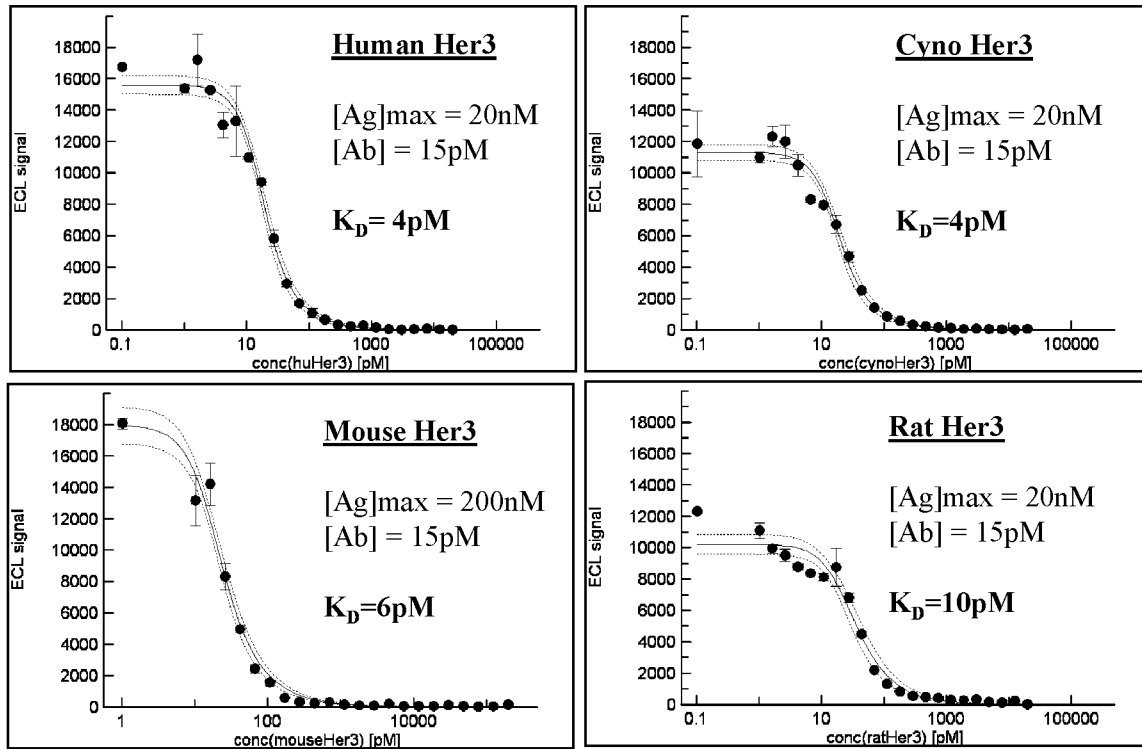 Human Her3
[Ag]max = 20nM
[Ab] = 15pM
K_D= 4pM
ECL signal
18000
16000
14000
12000
10000
8000
6000
4000
2000
0
0.1
10
1000
100000
conc(huHer3) [pM]
Cyno Her3
[Ag]max = 20nM
[Ab] = 15pM
K_D= 4pM
ECL signal
18000
16000
14000
12000
10000
8000
6000
4000
2000
0
0.1
10
1000
100000
conc(cynoHer3) [pM]
Mouse Her3
[Ag]max = 200nM
[Ab] = 15pM
K_D=6pM
ECL signal
18000
16000
14000
12000
10000
8000
6000
4000
2000
0
1
100
10000
conc(mouseHer3) [pM]
Rat Her3
[Ag]max = 20nM
[Ab] = 15pM
K_D=10pM
ECL signal
18000
16000
14000
12000
10000
8000
6000
4000
2000
0
0.1
10
1000
100000
conc(ratHer3) [pM]